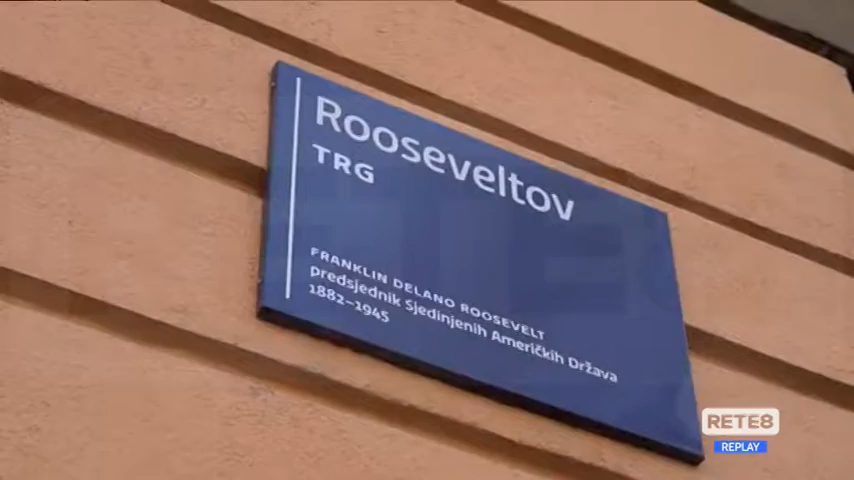 Rooseveltov
TRG
FRANKLIN DELANO ROOSEVELT
predsjednik Sjedinjenih Američkih Država
1882–1945
RETE8
REPLAY